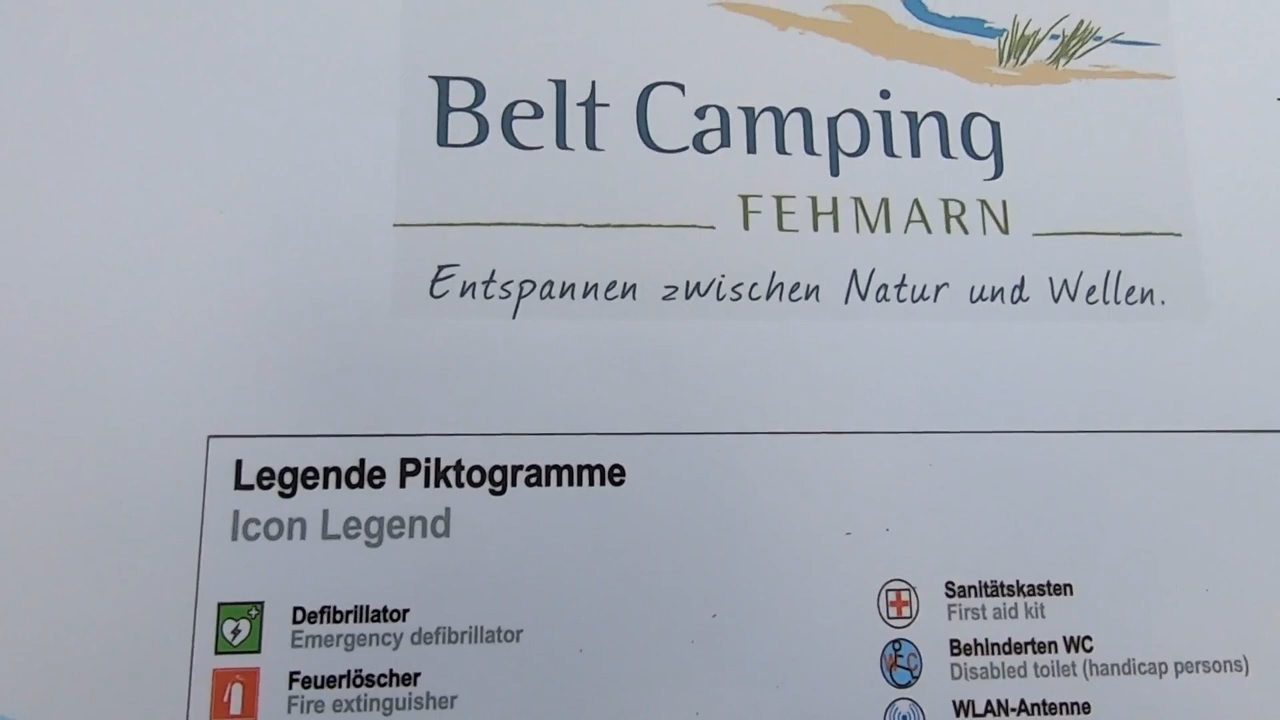 Belt Camping
FEHMARN
Entspannen zwischen Natur und Wellen.
Legende Piktogramme
Icon Legend
Defibrillator
Emergency defibrillator
Feuerlöscher
Fire extinguisher
Sanitätskasten
First aid kit
WC
Behinderten WC
Disabled toilet (handicap persons)
WLAN-Antenne